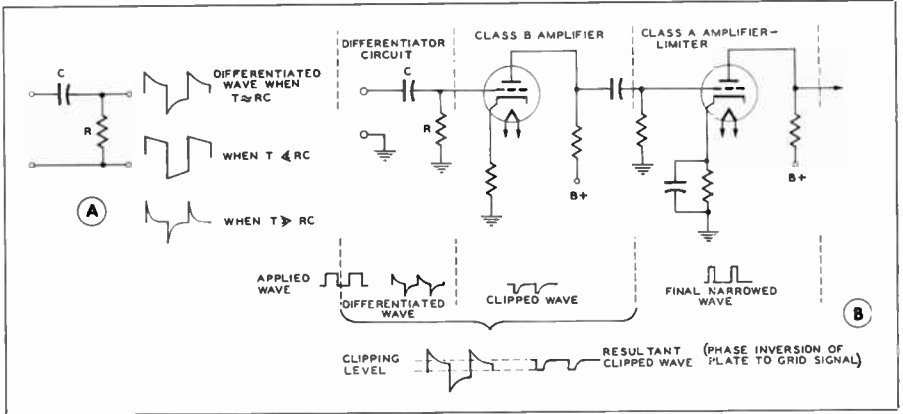 C
R
DIFFERENTIATED
WAVE WHEN
T≈RC
WHEN T ≪RC
WHEN T≫ RC
A
DIFFERENTIATOR
CIRCUIT
C
R
CLASS B AMPLIFIER
B+
CLASS A AMPLIFIER-
LIMITER
B+
APPLIED
WAVE
DIFFERENTIATED
WAVE
CLIPPED WAVE
FINAL NARROWED
WAVE
B
CLIPPING
LEVEL
RESULTANT
CLIPPED WAVE
(PHASE INVERSION OF
PLATE TO GRID SIGNAL)